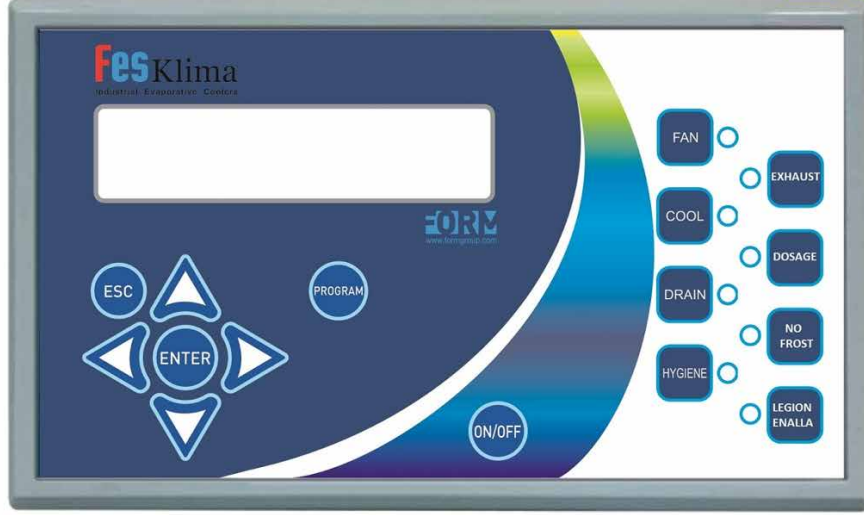 FesKlima
Industrial Evaporative Coolers
FORM
www.formgroup.com
ESC
PROGRAM
ENTER
ON/OFF
FAN
EXHAUST
COOL
DOSAGE
DRAIN
NO
FROST
HYGIENE
LEGION
ENALLA